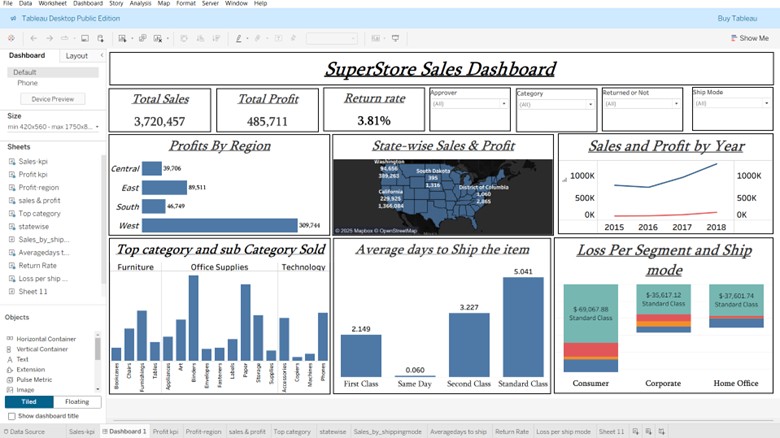 File Data Worksheet Dashboard Story Analysis Map Format Server Window Help
Tableau Desktop Public Edition Buy Tableau
Show Me
Dashboard Layout
Default
Phone
Device Preview
Size
min 420x560 - max 1750x8...
Sheets
Sales-kpi
Profit kpi
Profit-region
sales & profit
Top category
statewise
Sales_by_ship...
Averagedays t...
Return Rate
Loss per ship ...
Sheet 11
Objects
Horizontal Container
Vertical Container
Text
Extension
Pulse Metric
Image
Tiled Floating
Show dashboard title
SuperStore Sales Dashboard
Total Sales
3,720,457
Total Profit
485,711
Return rate
3.81%
Approver
(All)
Category
(All)
Returned or Not
(All)
Ship Mode
(All)
Profits By Region
Central 39,706
East 89,511
South 46,749
West 309,744
State-wise Sales & Profit
Washington
94,656
389,263
South Dakota
395
1,316
California
229,925
1,366,084
District of Columbia
1,060
2,865
© 2025 Mapbox © OpenStreetMap
Sales and Profit by Year
1000K 1000K
500K 500K
0K 0K
2015 2016 2017 2018
Top category and sub Category Sold
Furniture Office Supplies Technology
Bookcases Chairs Furnishings Tables Appliances Art Binders Envelopes Fasteners Labels Paper Storage Supplies Accessories Copiers Machines Phones
Average days to Ship the item
2.149 0.060 3.227 5.041
First Class Same Day Second Class Standard Class
Loss Per Segment and Ship
mode
$-69,067.88
Standard Class
$-35,617.12
Standard Class
$-37,601.74
Standard Class
Consumer Corporate Home Office
Data Source Sales-kpi Dashboard 1 Profit kpi Profit-region sales & profit Top category statewise Sales_by_shippingmode Averagedays to ship Return Rate Loss per ship mode Sheet 11